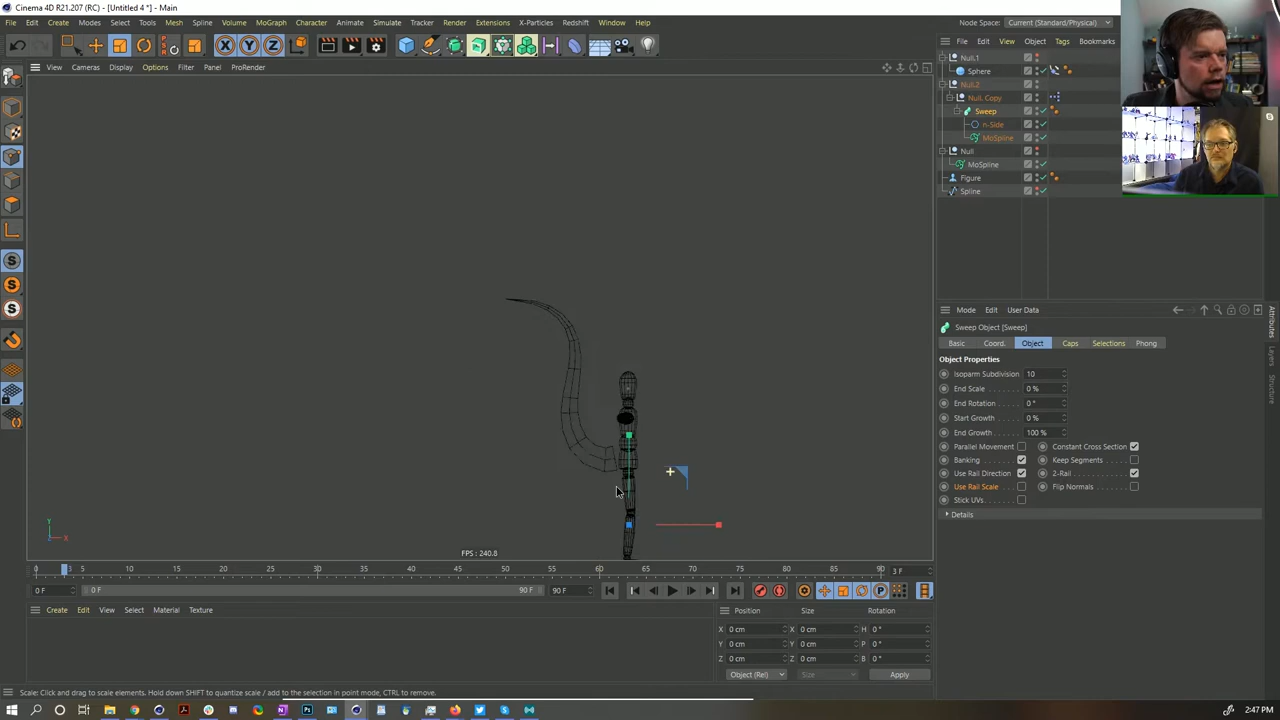 Cinema 4D R21.207 (RC) - [Untitled 4 *] - Main
File Edit Create Modes Select Tools Mesh Spline Volume MoGraph Character Animate Simulate Tracker Render Extensions X-Particles Redshift Window Help
Node Space: Current (Standard/Physical)
View Cameras Display Options Filter Panel ProRender
File Edit View Object Tags Bookmarks
Null.1
Sphere
Null.2
Null. Copy
Sweep
n-Side
MoSpline
Null
MoSpline
Figure
Spline
Mode Edit User Data
Attributes
Layers
Structure
Sweep Object [Sweep]
Basic Coord. Object Caps Selections Phong
Object Properties
Isoparm Subdivision 10
End Scale 0 %
End Rotation 0 °
Start Growth 0 %
End Growth 100 %
Parallel Movement Constant Cross Section
Banking Keep Segments
Use Rail Direction 2-Rail
Use Rail Scale Flip Normals
Stick UVs
Details
Y
Z X
FPS : 240.8
0 3 5 10 15 20 25 30 35 40 45 50 55 60 65 70 75 80 85 90 3 F
0 F 0 F 90 F 90 F
Create Edit View Select Material Texture
Position Size Rotation
X 0 cm X 0 cm H 0 °
Y 0 cm Y 0 cm P 0 °
Z 0 cm Z 0 cm B 0 °
Object (Rel) Size Apply
Scale: Click and drag to scale elements. Hold down SHIFT to quantize scale / add to the selection in point mode, CTRL to remove.
2:47 PM